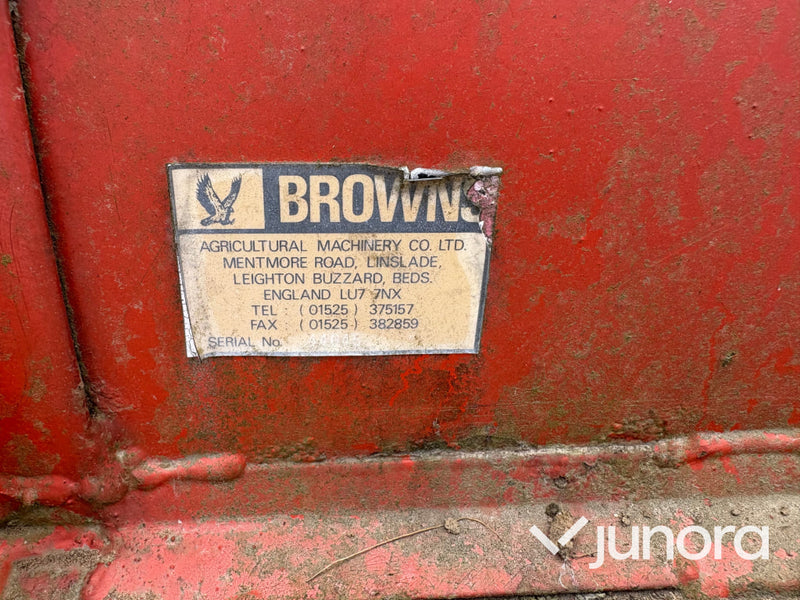 BROWNS
AGRICULTURAL MACHINERY CO. LTD.
MENTMORE ROAD, LINSLADE,
LEIGHTON BUZZARD, BEDS.
ENGLAND LU7 7NX
TEL : (01525) 375157
FAX : (01525) 382859
SERIAL No.
junora